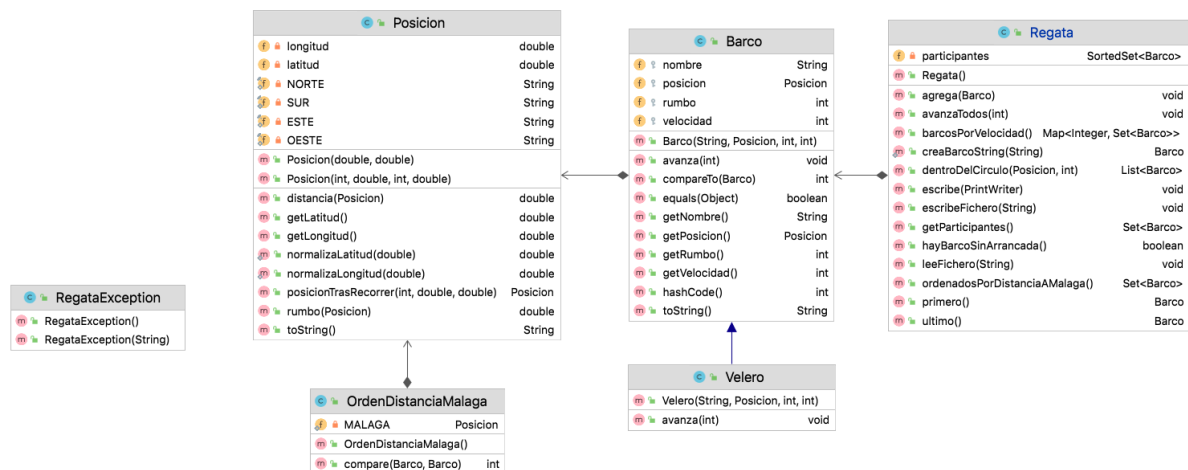 Posicion
longitud double
latitud double
NORTE String
SUR String
ESTE String
OESTE String
Posicion(double, double)
Posicion(int, double, int, double)
distancia(Posicion) double
getLatitud() double
getLongitud() double
normalizaLatitud(double) double
normalizaLongitud(double) double
posicionTrasRecorrer(int, double, double) Posicion
rumbo(Posicion) double
toString() String
Barco
nombre String
posicion Posicion
rumbo int
velocidad int
Barco(String, Posicion, int, int)
avanza(int) void
compareTo(Barco) int
equals(Object) boolean
getNombre() String
getPosicion() Posicion
getRumbo() int
getVelocidad() int
hashCode() int
toString() String
Regata
participantes SortedSet<Barco>
Regata()
agrega(Barco) void
avanzaTodos(int) void
barcosPorVelocidad() Map<Integer, Set<Barco>>
creaBarcoString(String) Barco
dentroDelCirculo(Posicion, int) List<Barco>
escribe(PrintWriter) void
escribeFichero(String) void
getParticipantes() Set<Barco>
hayBarcoSinArrancada() boolean
leeFichero(String) void
ordenadosPorDistanciaAMalaga() Set<Barco>
primero() Barco
ultimo() Barco
RegataException
RegataException()
RegataException(String)
OrdenDistanciaMalaga
MALAGA Posicion
OrdenDistanciaMalaga()
compare(Barco, Barco) int
Velero
Velero(String, Posicion, int, int)
avanza(int) void